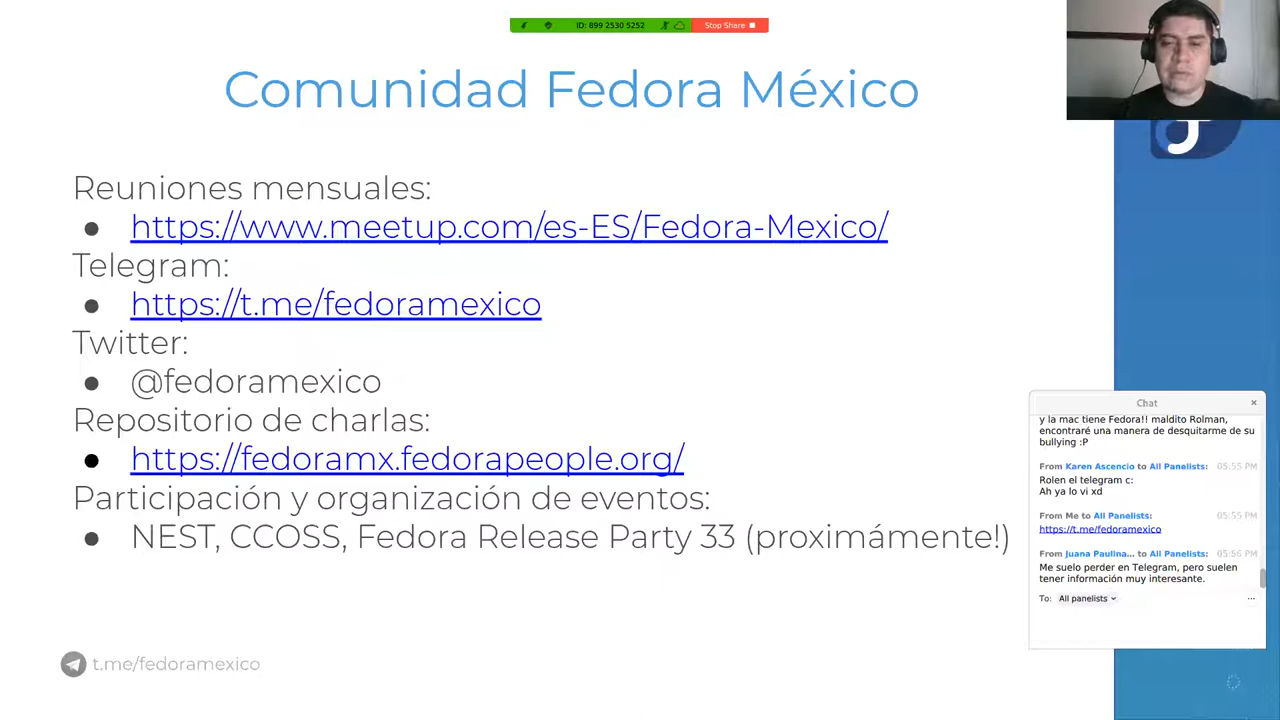 ID: 899 2530 5252
Stop Share
Comunidad Fedora México
Reuniones mensuales:
● https://www.meetup.com/es-ES/Fedora-Mexico/
Telegram:
● https://t.me/fedoramexico
Twitter:
● @fedoramexico
Repositorio de charlas:
● https://fedoramx.fedorapeople.org/
Participación y organización de eventos:
● NEST, CCOSS, Fedora Release Party 33 (proximámente!)
t.me/fedoramexico
Chat
y la mac tiene Fedora!! maldito Rolman,
encontraré una manera de desquitarme de su
bullying :P
From Karen Ascencio to All Panelists: 05:55 PM
Rolen el telegram c:
Ah ya lo vi xd
From Me to All Panelists: 05:55 PM
https://t.me/fedoramexico
From Juana Paulina... to All Panelists: 05:56 PM
Me suelo perder en Telegram, pero suelen
tener información muy interesante.
To: All panelists ...